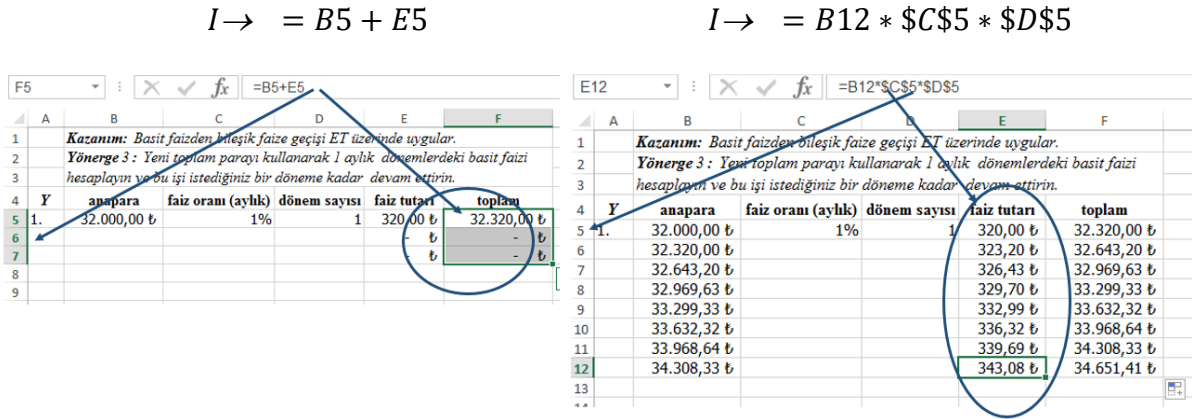 I→ = B5 + E5
I→ = B12 * $C$5 * $D$5
F5 fx =B5+E5
A B C D E F
1 Kazanım: Basit faizden bileşik faize geçişi ET üzerinde uygular.
2 Yönerge 3 : Yeni toplam parayı kullanarak 1 aylık dönemlerdeki basit faizi
3 hesaplayın ve bu işi istediğiniz bir döneme kadar devam ettirin.
4 Y anapara faiz oranı (aylık) dönem sayısı faiz tutarı toplam
5 1. 32.000,00 ₺ 1% 1 320,00 ₺ 32.320,00 ₺
6 - ₺ - ₺
7 - ₺ - ₺
8
9
E12 fx =B12*$C$5*$D$5
A B C D E F
1 Kazanım: Basit faizden bileşik faize geçişi ET üzerinde uygular.
2 Yönerge 3 : Yeni toplam parayı kullanarak 1 aylık dönemlerdeki basit faizi
3 hesaplayın ve bu işi istediğiniz bir döneme kadar devam ettirin.
4 Y anapara faiz oranı (aylık) dönem sayısı faiz tutarı toplam
5 1. 32.000,00 ₺ 1% 1 320,00 ₺ 32.320,00 ₺
6 32.320,00 ₺ 323,20 ₺ 32.643,20 ₺
7 32.643,20 ₺ 326,43 ₺ 32.969,63 ₺
8 32.969,63 ₺ 329,70 ₺ 33.299,33 ₺
9 33.299,33 ₺ 332,99 ₺ 33.632,32 ₺
10 33.632,32 ₺ 336,32 ₺ 33.968,64 ₺
11 33.968,64 ₺ 339,69 ₺ 34.308,33 ₺
12 34.308,33 ₺ 343,08 ₺ 34.651,41 ₺
13